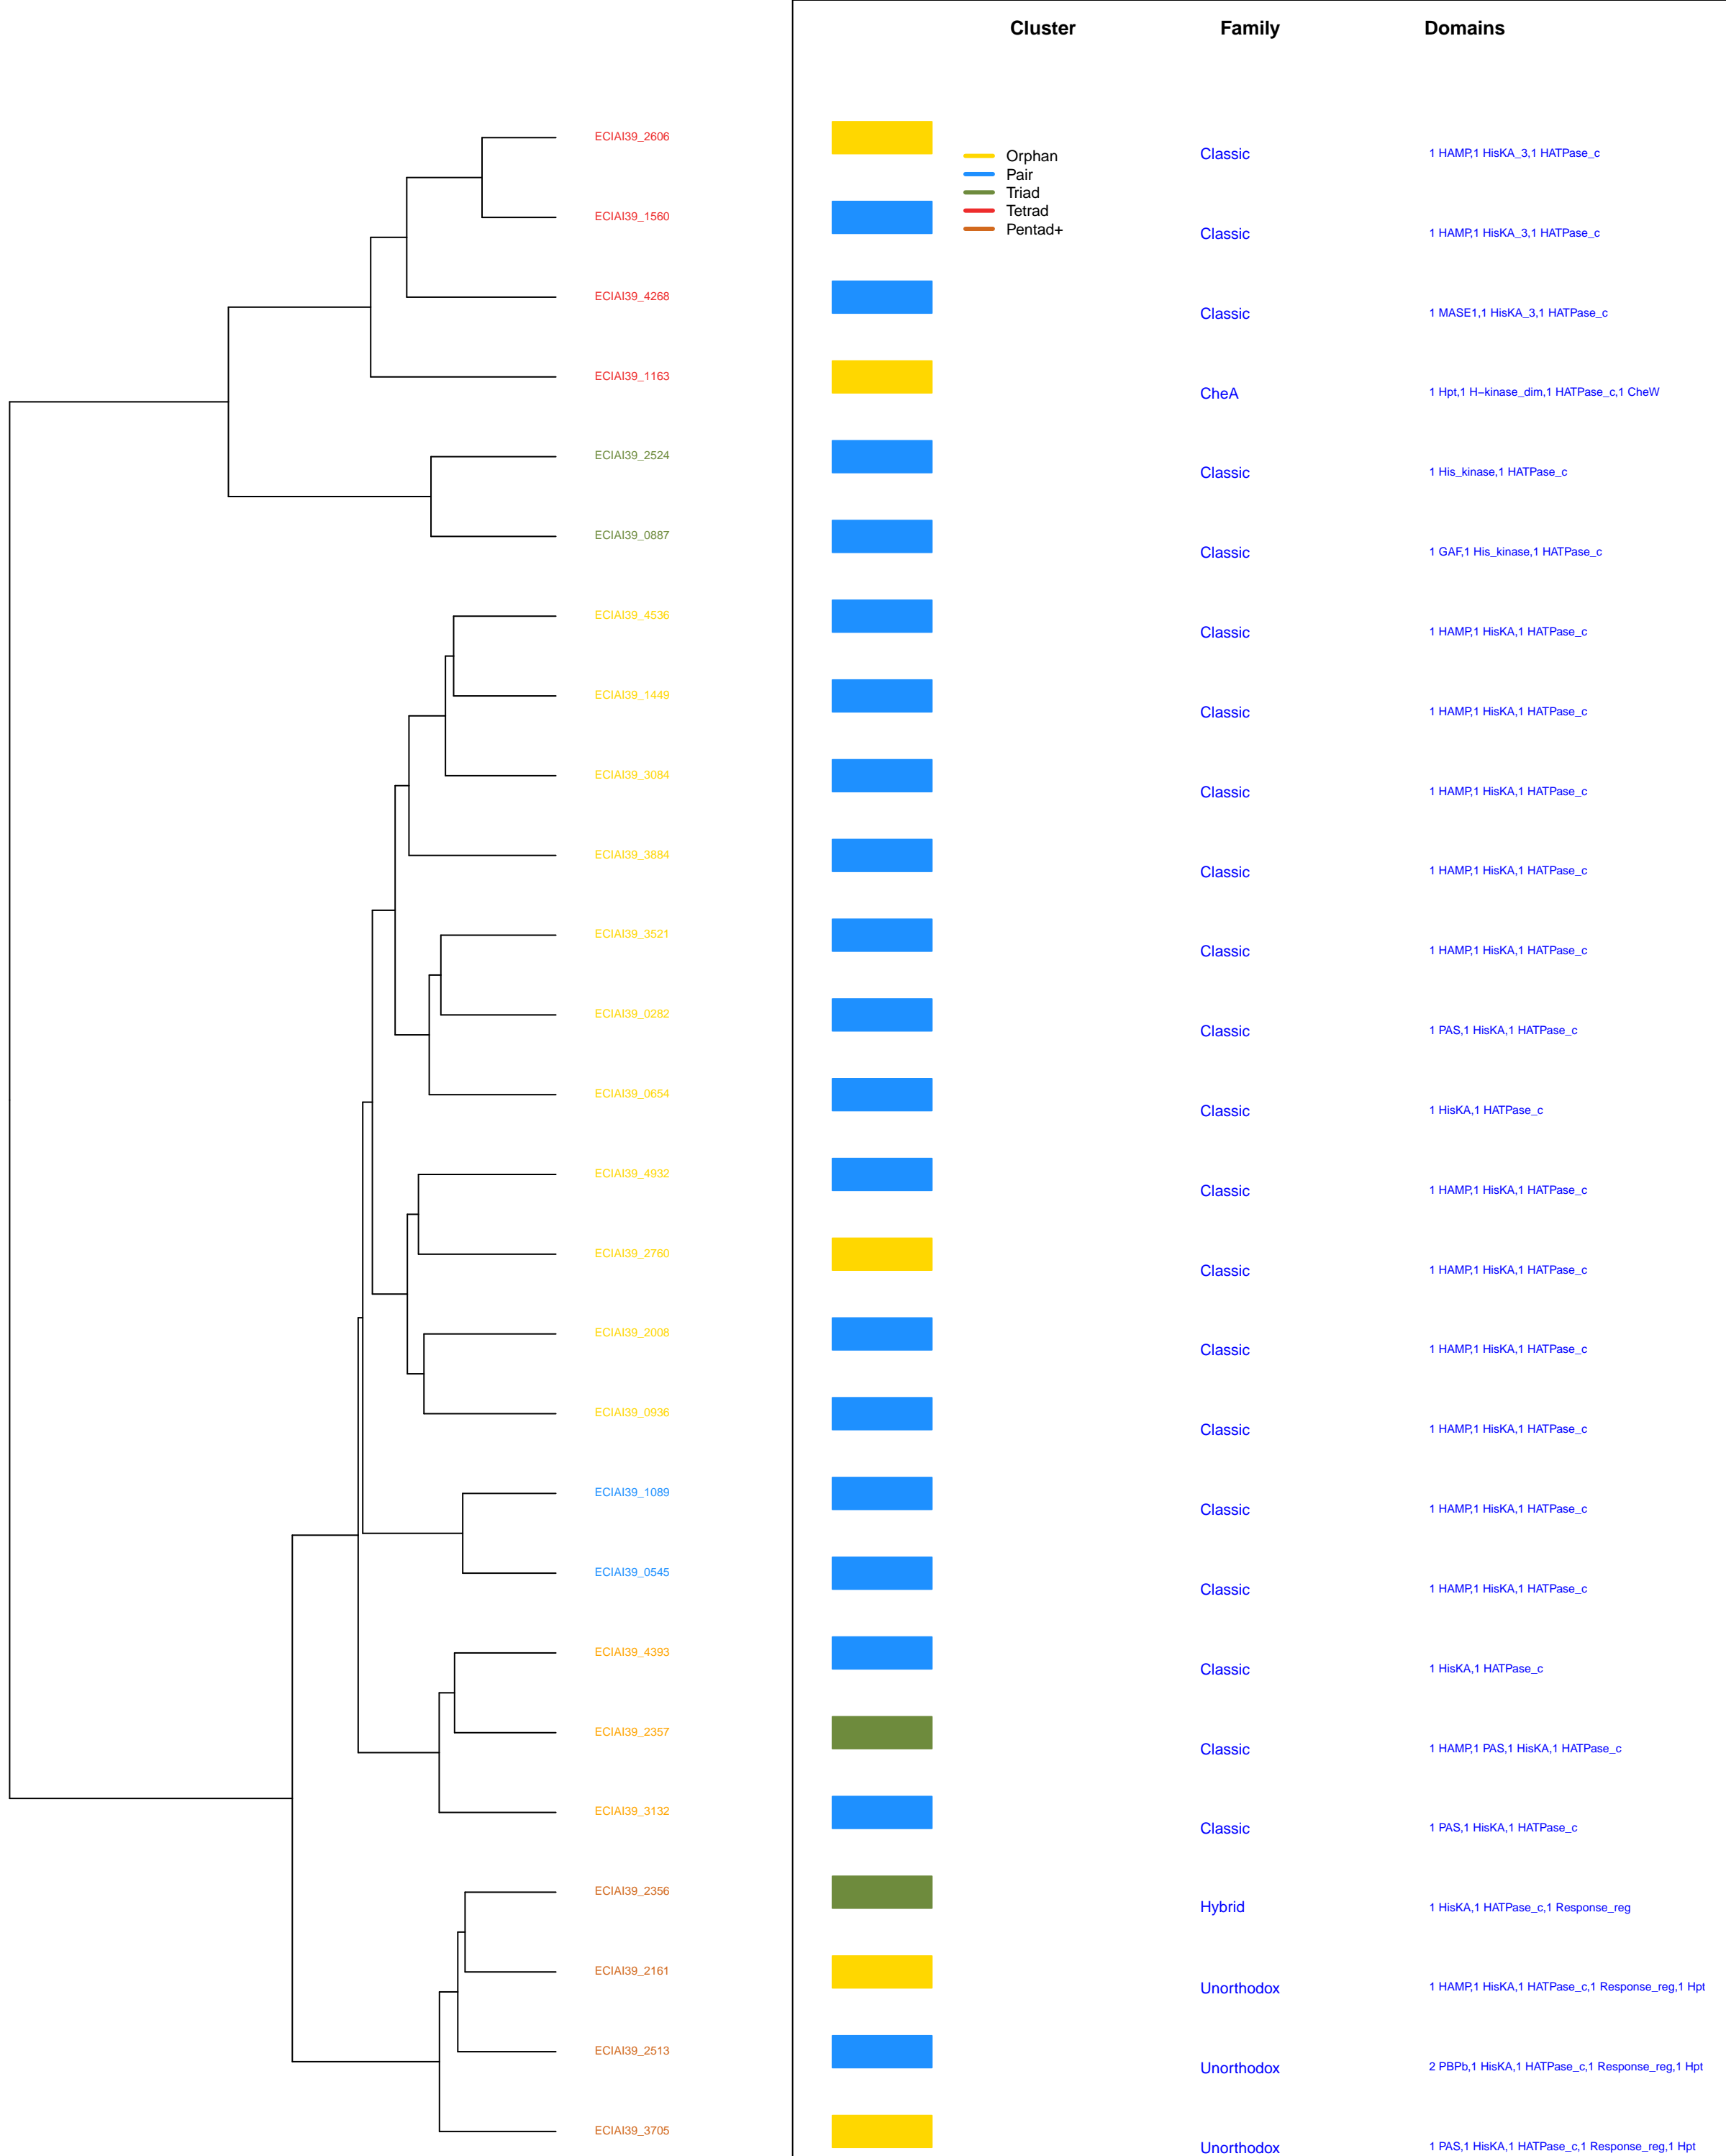 Cluster Family Domains
ECIAI39_2606
Orphan
Classic 1 HAMP,1 HisKA_3,1 HATPase_c
Pair
Triad
Tetrad
ECIAI39_1560
Pentad+
Classic 1 HAMP,1 HisKA_3,1 HATPase_c
ECIAI39_4268
Classic 1 MASE1,1 HisKA_3,1 HATPase_c
ECIAI39_1163
CheA 1 Hpt,1 H−kinase_dim,1 HATPase_c,1 CheW
ECIAI39_2524
Classic 1 His_kinase,1 HATPase_c
ECIAI39_0887
Classic 1 GAF,1 His_kinase,1 HATPase_c
ECIAI39_4536
Classic 1 HAMP,1 HisKA,1 HATPase_c
ECIAI39_1449
Classic 1 HAMP,1 HisKA,1 HATPase_c
ECIAI39_3084
Classic 1 HAMP,1 HisKA,1 HATPase_c
ECIAI39_3884
Classic 1 HAMP,1 HisKA,1 HATPase_c
ECIAI39_3521
Classic 1 HAMP,1 HisKA,1 HATPase_c
ECIAI39_0282
Classic 1 PAS,1 HisKA,1 HATPase_c
ECIAI39_0654
Classic 1 HisKA,1 HATPase_c
ECIAI39_4932
Classic 1 HAMP,1 HisKA,1 HATPase_c
ECIAI39_2760
Classic 1 HAMP,1 HisKA,1 HATPase_c
ECIAI39_2008
Classic 1 HAMP,1 HisKA,1 HATPase_c
ECIAI39_0936
Classic 1 HAMP,1 HisKA,1 HATPase_c
ECIAI39_1089
Classic 1 HAMP,1 HisKA,1 HATPase_c
ECIAI39_0545
Classic 1 HAMP,1 HisKA,1 HATPase_c
ECIAI39_4393
Classic 1 HisKA,1 HATPase_c
ECIAI39_2357
Classic 1 HAMP,1 PAS,1 HisKA,1 HATPase_c
ECIAI39_3132
Classic 1 PAS,1 HisKA,1 HATPase_c
ECIAI39_2356
Hybrid 1 HisKA,1 HATPase_c,1 Response_reg
ECIAI39_2161
Unorthodox 1 HAMP,1 HisKA,1 HATPase_c,1 Response_reg,1 Hpt
ECIAI39_2513
Unorthodox 2 PBPb,1 HisKA,1 HATPase_c,1 Response_reg,1 Hpt
ECIAI39_3705
Unorthodox 1 PAS,1 HisKA,1 HATPase_c,1 Response_reg,1 Hpt